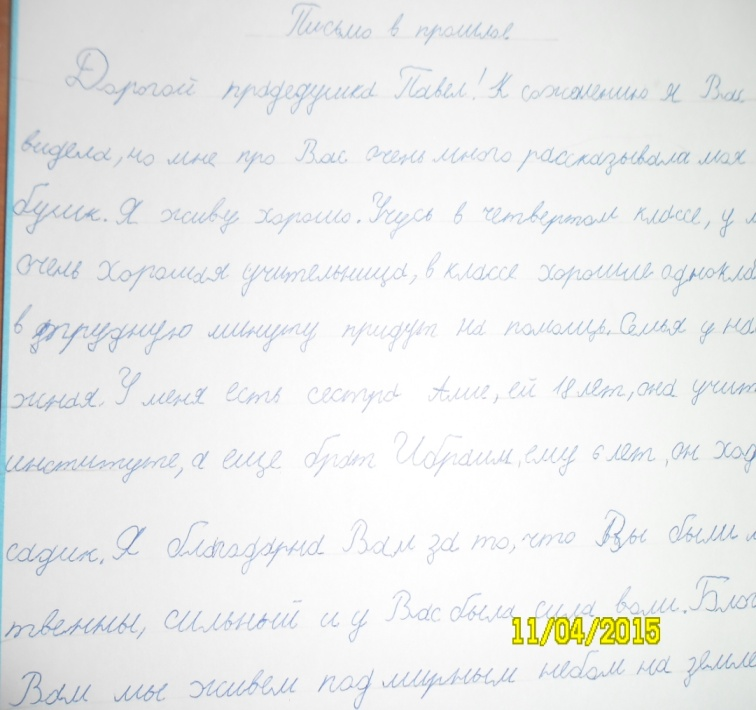 Письмо в прошлое.
Дорогой прадедушка Павел! К сожалению я Вас
видела, но мне про Вас очень много рассказывала моя
бушк. Я живу хорошо. Учусь в четвертом классе, у м
очень хорошая учительница, в классе хорошие однокла
в трудную минуту придут на помощь. Семья у на
жная. У меня есть сестра Алие, ей 18 лет, она учит
институте, а еще брат Ибраим, ему 6 лет, он ход
садик. Я благодарна Вам за то, что Вы были м
твенны, сильный и у Вас была сила воли. Благ
11/04/2015
Вам мы живем под мирным небом на земле